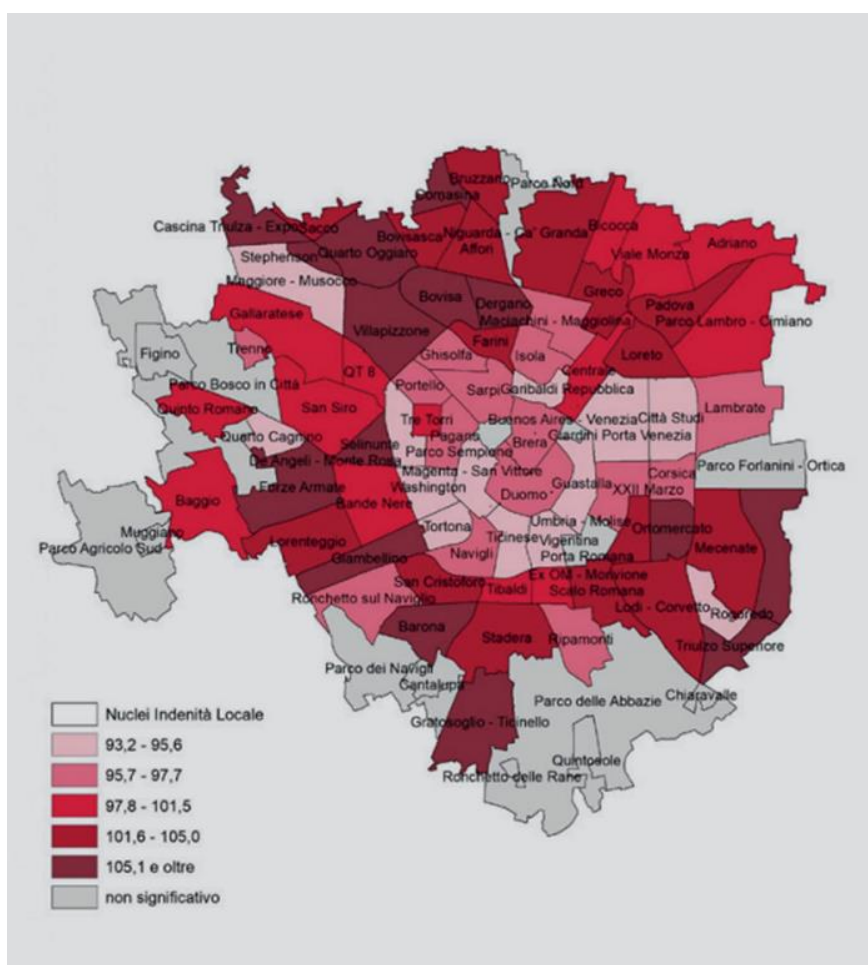 Bruzzano
Comasina
Parco Nord
Cascina Triulza - Expo
Sacco
Bovisasca
Niguarda - Ca' Granda
Bicocca
Quarto Oggiaro
Affori
Adriano
Stephenson
Viale Monza
Maggiore - Musocco
Bovisa
Dergano
Greco
Padova
Gallaratese
Maciachini - Maggiolina
Parco Lambro - Cimiano
Villapizzone
Farini
Trenne
Ghisolfa
Isola
Loreto
Figino
QT 8
Centrale
Parco Bosco in Città
Portello
Sarpi
Garibaldi Repubblica
Quinto Romano
San Siro
Tre Torri
Buenos Aires - Venezia
Città Studi
Lambrate
Quarto Cagnino
Selinunte
Pagano
Brera
Giardini Porta Venezia
De Angeli - Monte Rosa
Parco Sempione
Parco Forlanini - Ortica
Magenta - San Vittore
Corsica
Forze Armate
Washington
Guastalla
XXII Marzo
Baggio
Bande Nere
Duomo
Muggiano
Tortona
Umbria - Molise
Ortomercato
Parco Agricolo Sud
Lorenteggio
Ticinese
Vigentina
Mecenate
Giambellino
Navigli
Porta Romana
San Cristoforo
Ex OM - Morivione
Ronchetto sul Naviglio
Tibaldi
Scalo Romana
Lodi - Corvetto
Rogoredo
Barona
Stadera
Ripamonti
Triulzo Superiore
Parco dei Navigli
Cantalupa
Chiaravalle
Parco delle Abbazie
Gratosoglio - Ticinello
Quintosole
Ronchetto delle Rane
Nuclei Indenità Locale
93,2 - 95,6
95,7 - 97,7
97,8 - 101,5
101,6 - 105,0
105,1 e oltre
non significativo